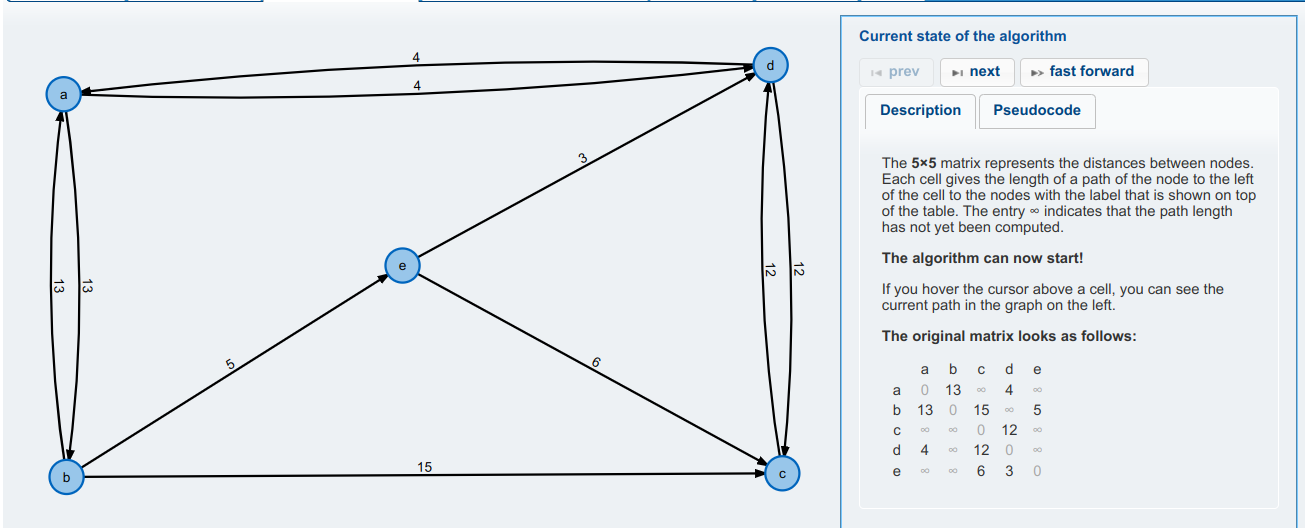 4
d
a
4
3
13
13
12
12
e
5
6
b
15
c
Current state of the algorithm
prev next fast forward
Description Pseudocode
The 5×5 matrix represents the distances between nodes.
Each cell gives the length of a path of the node to the left
of the cell to the nodes with the label that is shown on top
of the table. The entry ∞ indicates that the path length
has not yet been computed.
The algorithm can now start!
If you hover the cursor above a cell, you can see the
current path in the graph on the left.
The original matrix looks as follows:
a b c d e
a 0 13 ∞ 4 ∞
b 13 0 15 ∞ 5
c ∞ ∞ 0 12 ∞
d 4 ∞ 12 0 ∞
e ∞ ∞ 6 3 0